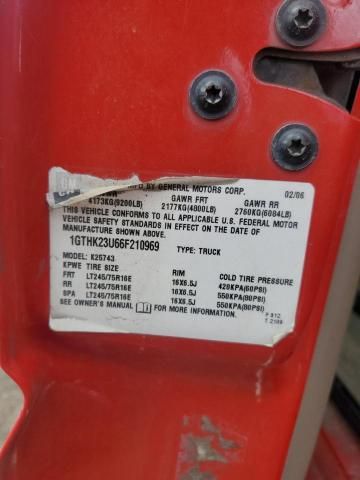 GM
MFG BY GENERAL MOTORS CORP. 02/06
GAWR FRT GAWR RR
4173KG(9200LB) 2177KG(4800LB) 2760KG(6084LB)
THIS VEHICLE CONFORMS TO ALL APPLICABLE U.S. FEDERAL MOTOR
VEHICLE SAFETY STANDARDS IN EFFECT ON THE DATE OF
MANUFACTURE SHOWN ABOVE.
1GTHK23U66F210969 TYPE: TRUCK
MODEL: K25743
KPWE TIRE SIZE RIM COLD TIRE PRESSURE
FRT LT245/75R16E 16X6.5J 420KPA(60PSI)
RR LT245/75R16E 16X6.5J 550KPA(80PSI)
SPA LT245/75R16E 16X6.5J 550KPA(80PSI)
SEE OWNER'S MANUAL FOR MORE INFORMATION.